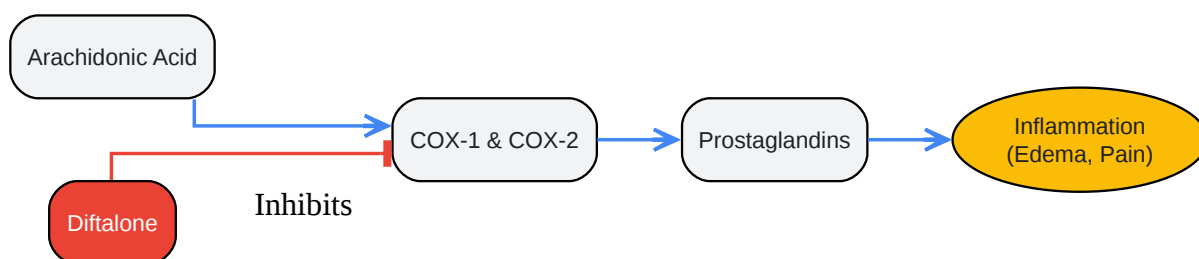 Arachidonic Acid
COX-1 & COX-2
Prostaglandins
Inflammation
(Edema, Pain)
Inhibits
Diftalone